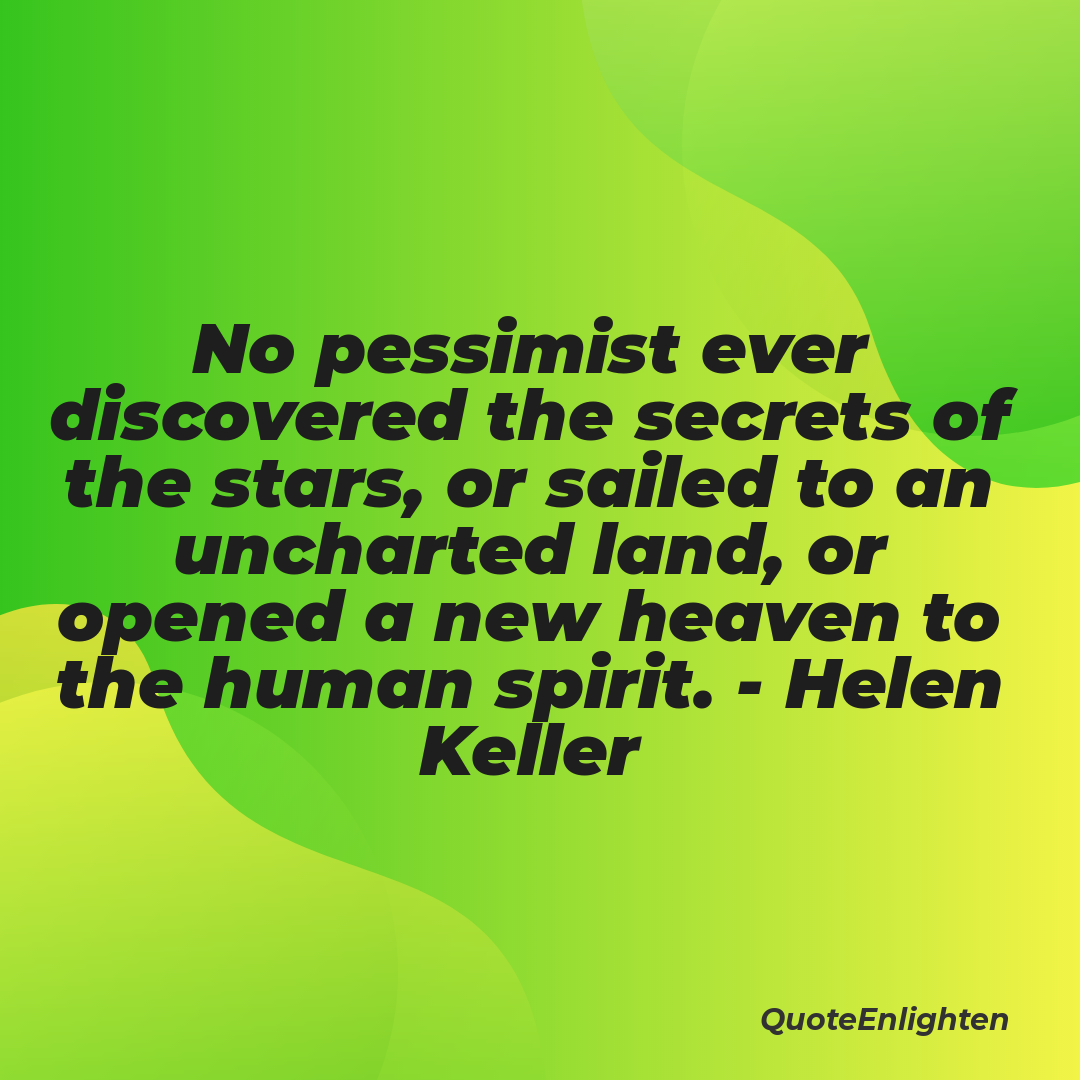 No pessimist ever
discovered the secrets of
the stars, or sailed to an
uncharted land, or
opened a new heaven to
the human spirit. - Helen
Keller
QuoteEnlighten